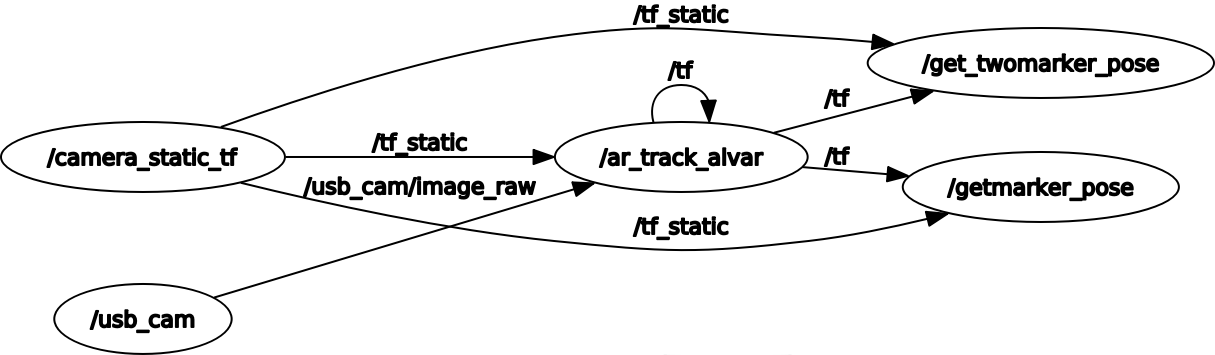 /tf_static
/get_twomarker_pose
/tf
/tf
/camera_static_tf
/tf_static
/ar_track_alvar
/tf
/usb_cam/image_raw
/getmarker_pose
/tf_static
/usb_cam